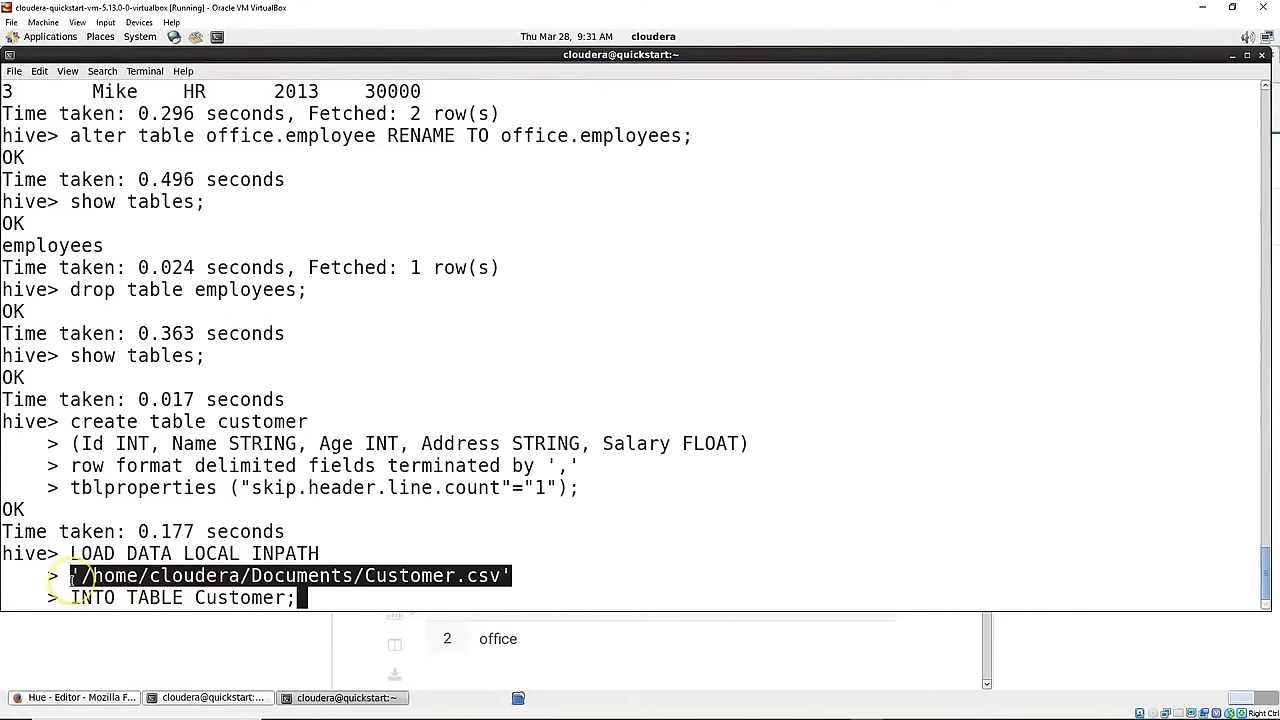 cloudera-quickstart-vm-5.13.0-0-virtualbox [Running] - Oracle VM VirtualBox
File Machine View Input Devices Help
Applications Places System Thu Mar 28, 9:31 AM cloudera
cloudera@quickstart:~
File Edit View Search Terminal Help
3 Mike HR 2013 30000
Time taken: 0.296 seconds, Fetched: 2 row(s)
hive> alter table office.employee RENAME TO office.employees;
OK
Time taken: 0.496 seconds
hive> show tables;
OK
employees
Time taken: 0.024 seconds, Fetched: 1 row(s)
hive> drop table employees;
OK
Time taken: 0.363 seconds
hive> show tables;
OK
Time taken: 0.017 seconds
hive> create table customer
> (Id INT, Name STRING, Age INT, Address STRING, Salary FLOAT)
> row format delimited fields terminated by ','
> tblproperties ("skip.header.line.count"="1");
OK
Time taken: 0.177 seconds
hive> LOAD DATA LOCAL INPATH
> '/home/cloudera/Documents/Customer.csv'
> INTO TABLE Customer;
2 office
Hue - Editor - Mozilla F... cloudera@quickstart:... cloudera@quickstart:~
Right Ctrl